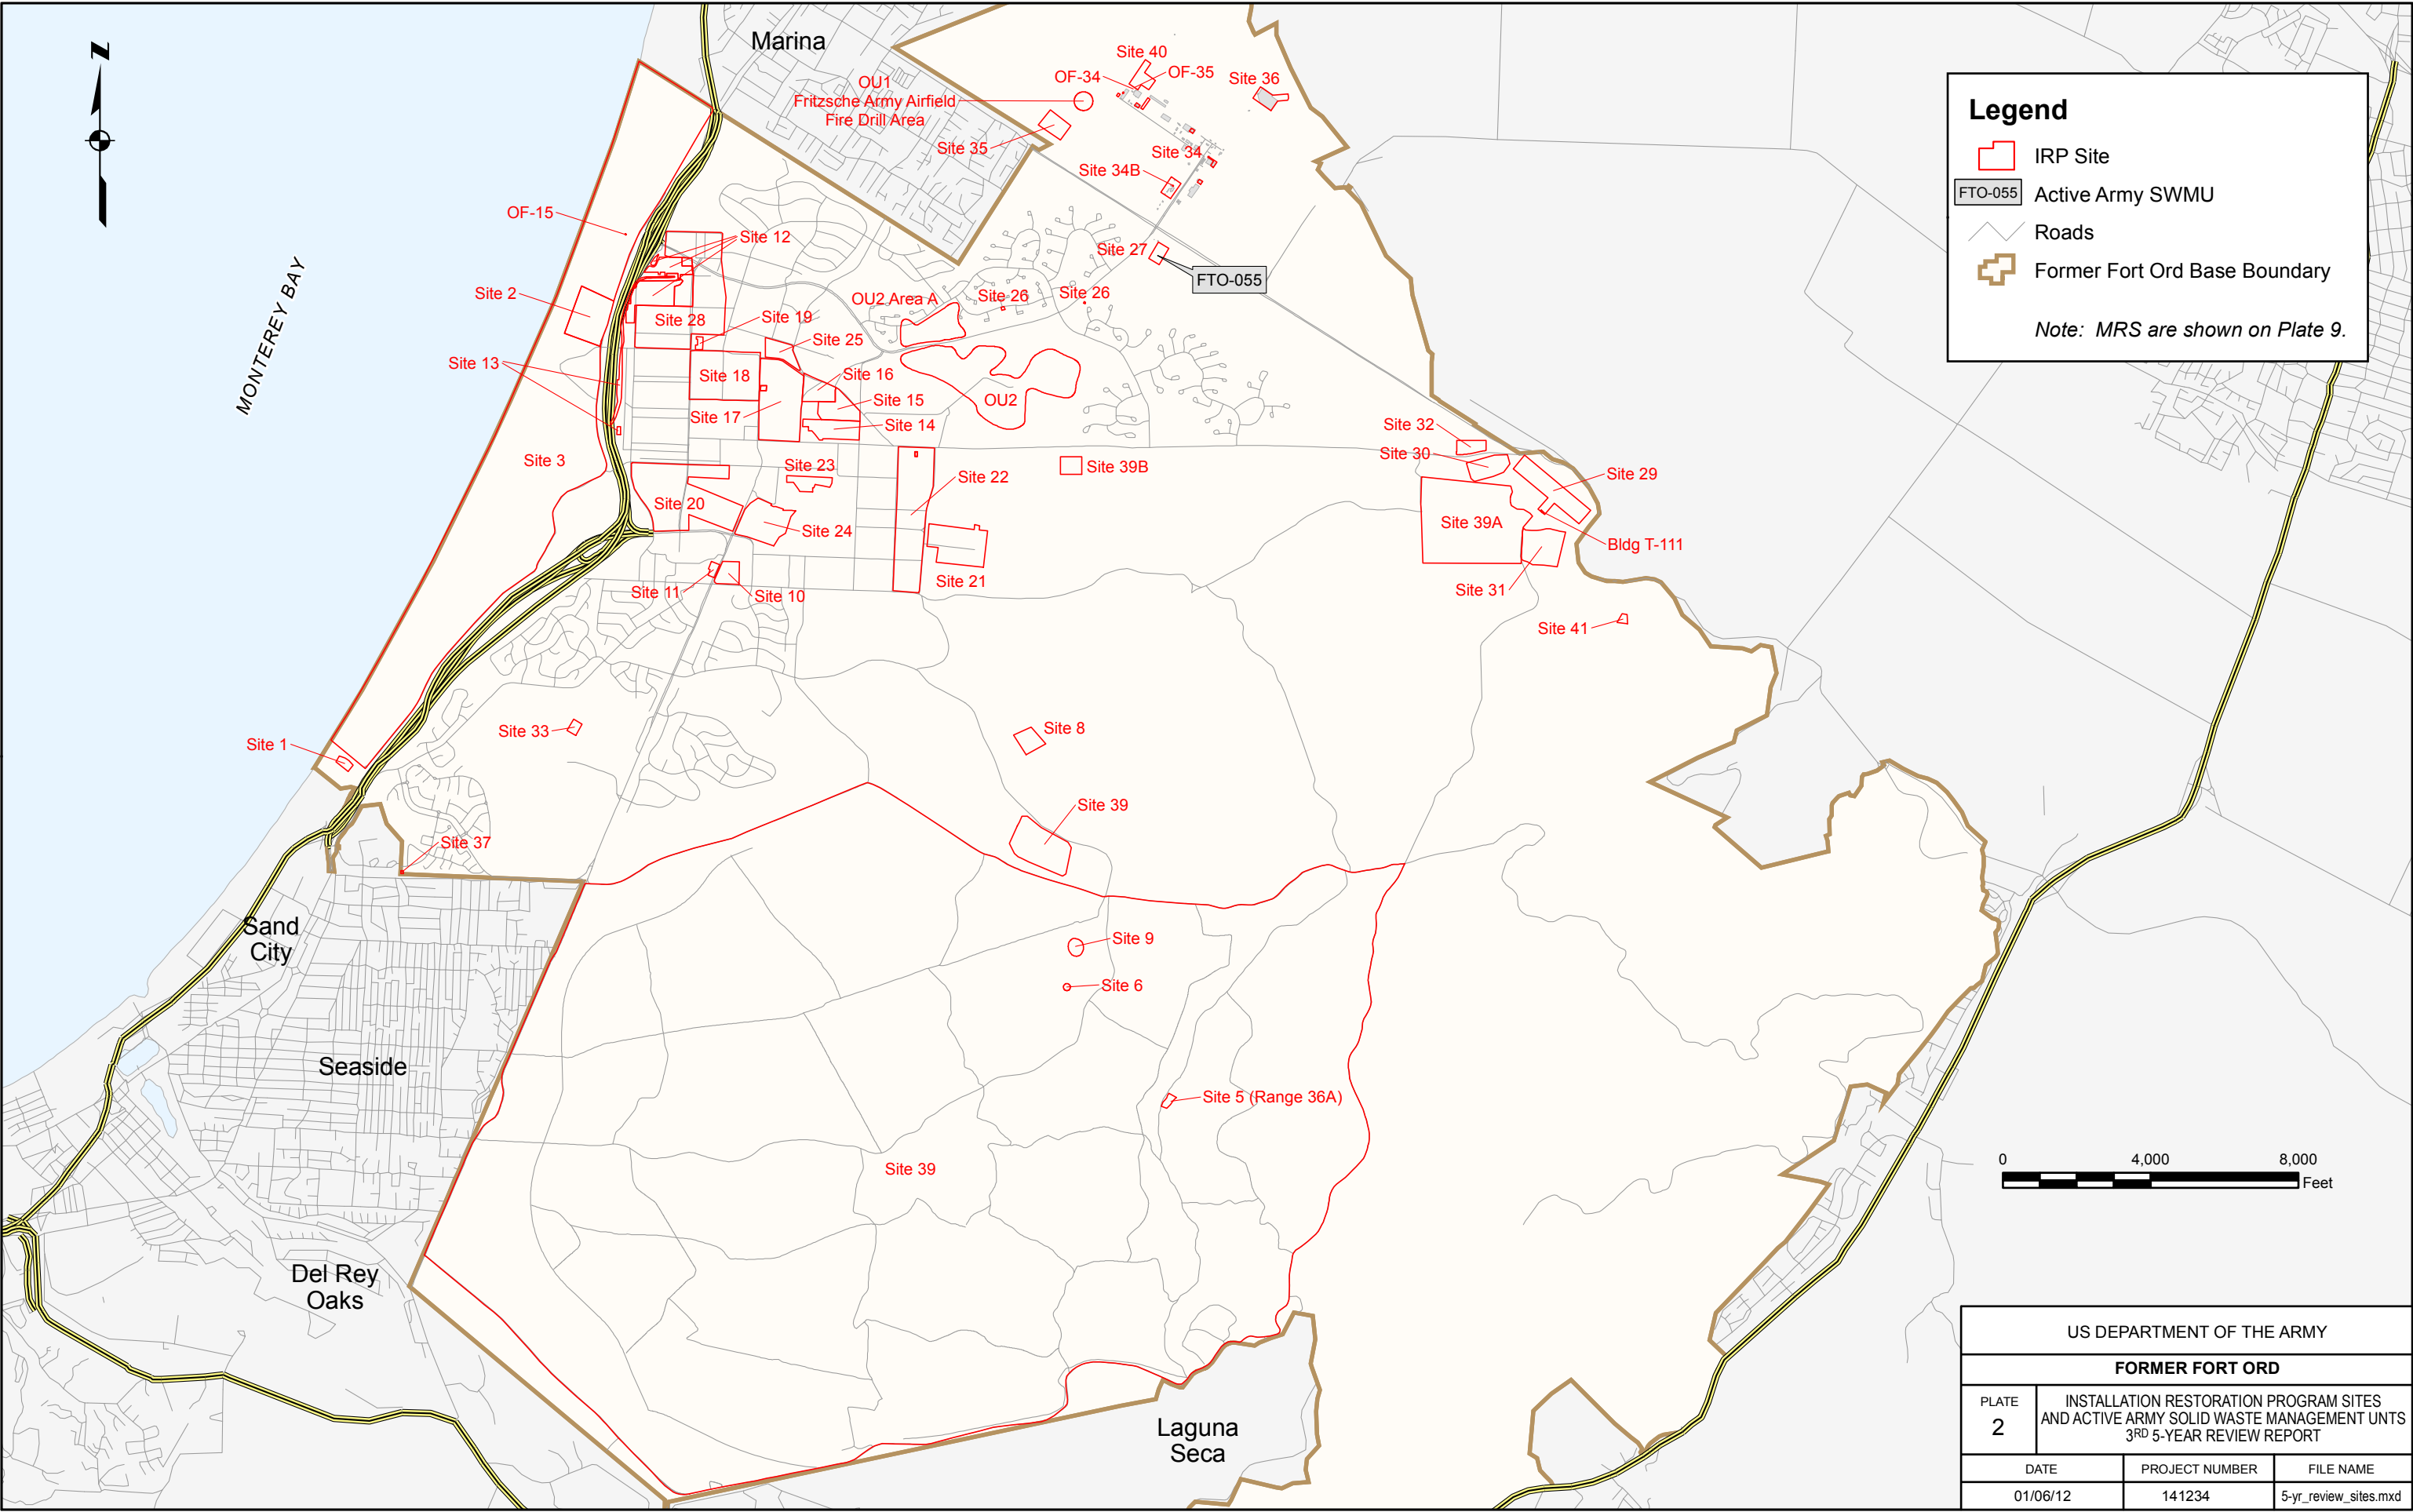 N
Marina
Site 40
OF-34
OF-35
Site 36
OU1
Fritzsche Army Airfield
Fire Drill Area
Site 35
Site 34
Site 34B
OF-15
Site 12
Site 27
FTO-055
MONTEREY BAY
Site 2
OU2 Area A
Site 26
Site 26
Site 28
Site 19
Site 25
Site 13
Site 18
Site 16
Site 15
OU2
Site 17
Site 14
Site 32
Site 30
Site 3
Site 23
Site 39B
Site 22
Site 29
Site 20
Site 24
Site 39A
Bldg T-111
Site 21
Site 11
Site 10
Site 31
Site 41
Site 33
Site 8
Site 1
Site 39
Site 37
Sand
City
Site 9
Site 6
Seaside
Site 5 (Range 36A)
Site 39
Del Rey
Oaks
Laguna
Seca
Legend
IRP Site
FTO-055 Active Army SWMU
Roads
Former Fort Ord Base Boundary
Note: MRS are shown on Plate 9.
0 4,000 8,000
Feet
US DEPARTMENT OF THE ARMY
FORMER FORT ORD
PLATE
2
INSTALLATION RESTORATION PROGRAM SITES
AND ACTIVE ARMY SOLID WASTE MANAGEMENT UNTS
3RD 5-YEAR REVIEW REPORT
DATE PROJECT NUMBER FILE NAME
01/06/12 141234 5-yr_review_sites.mxd